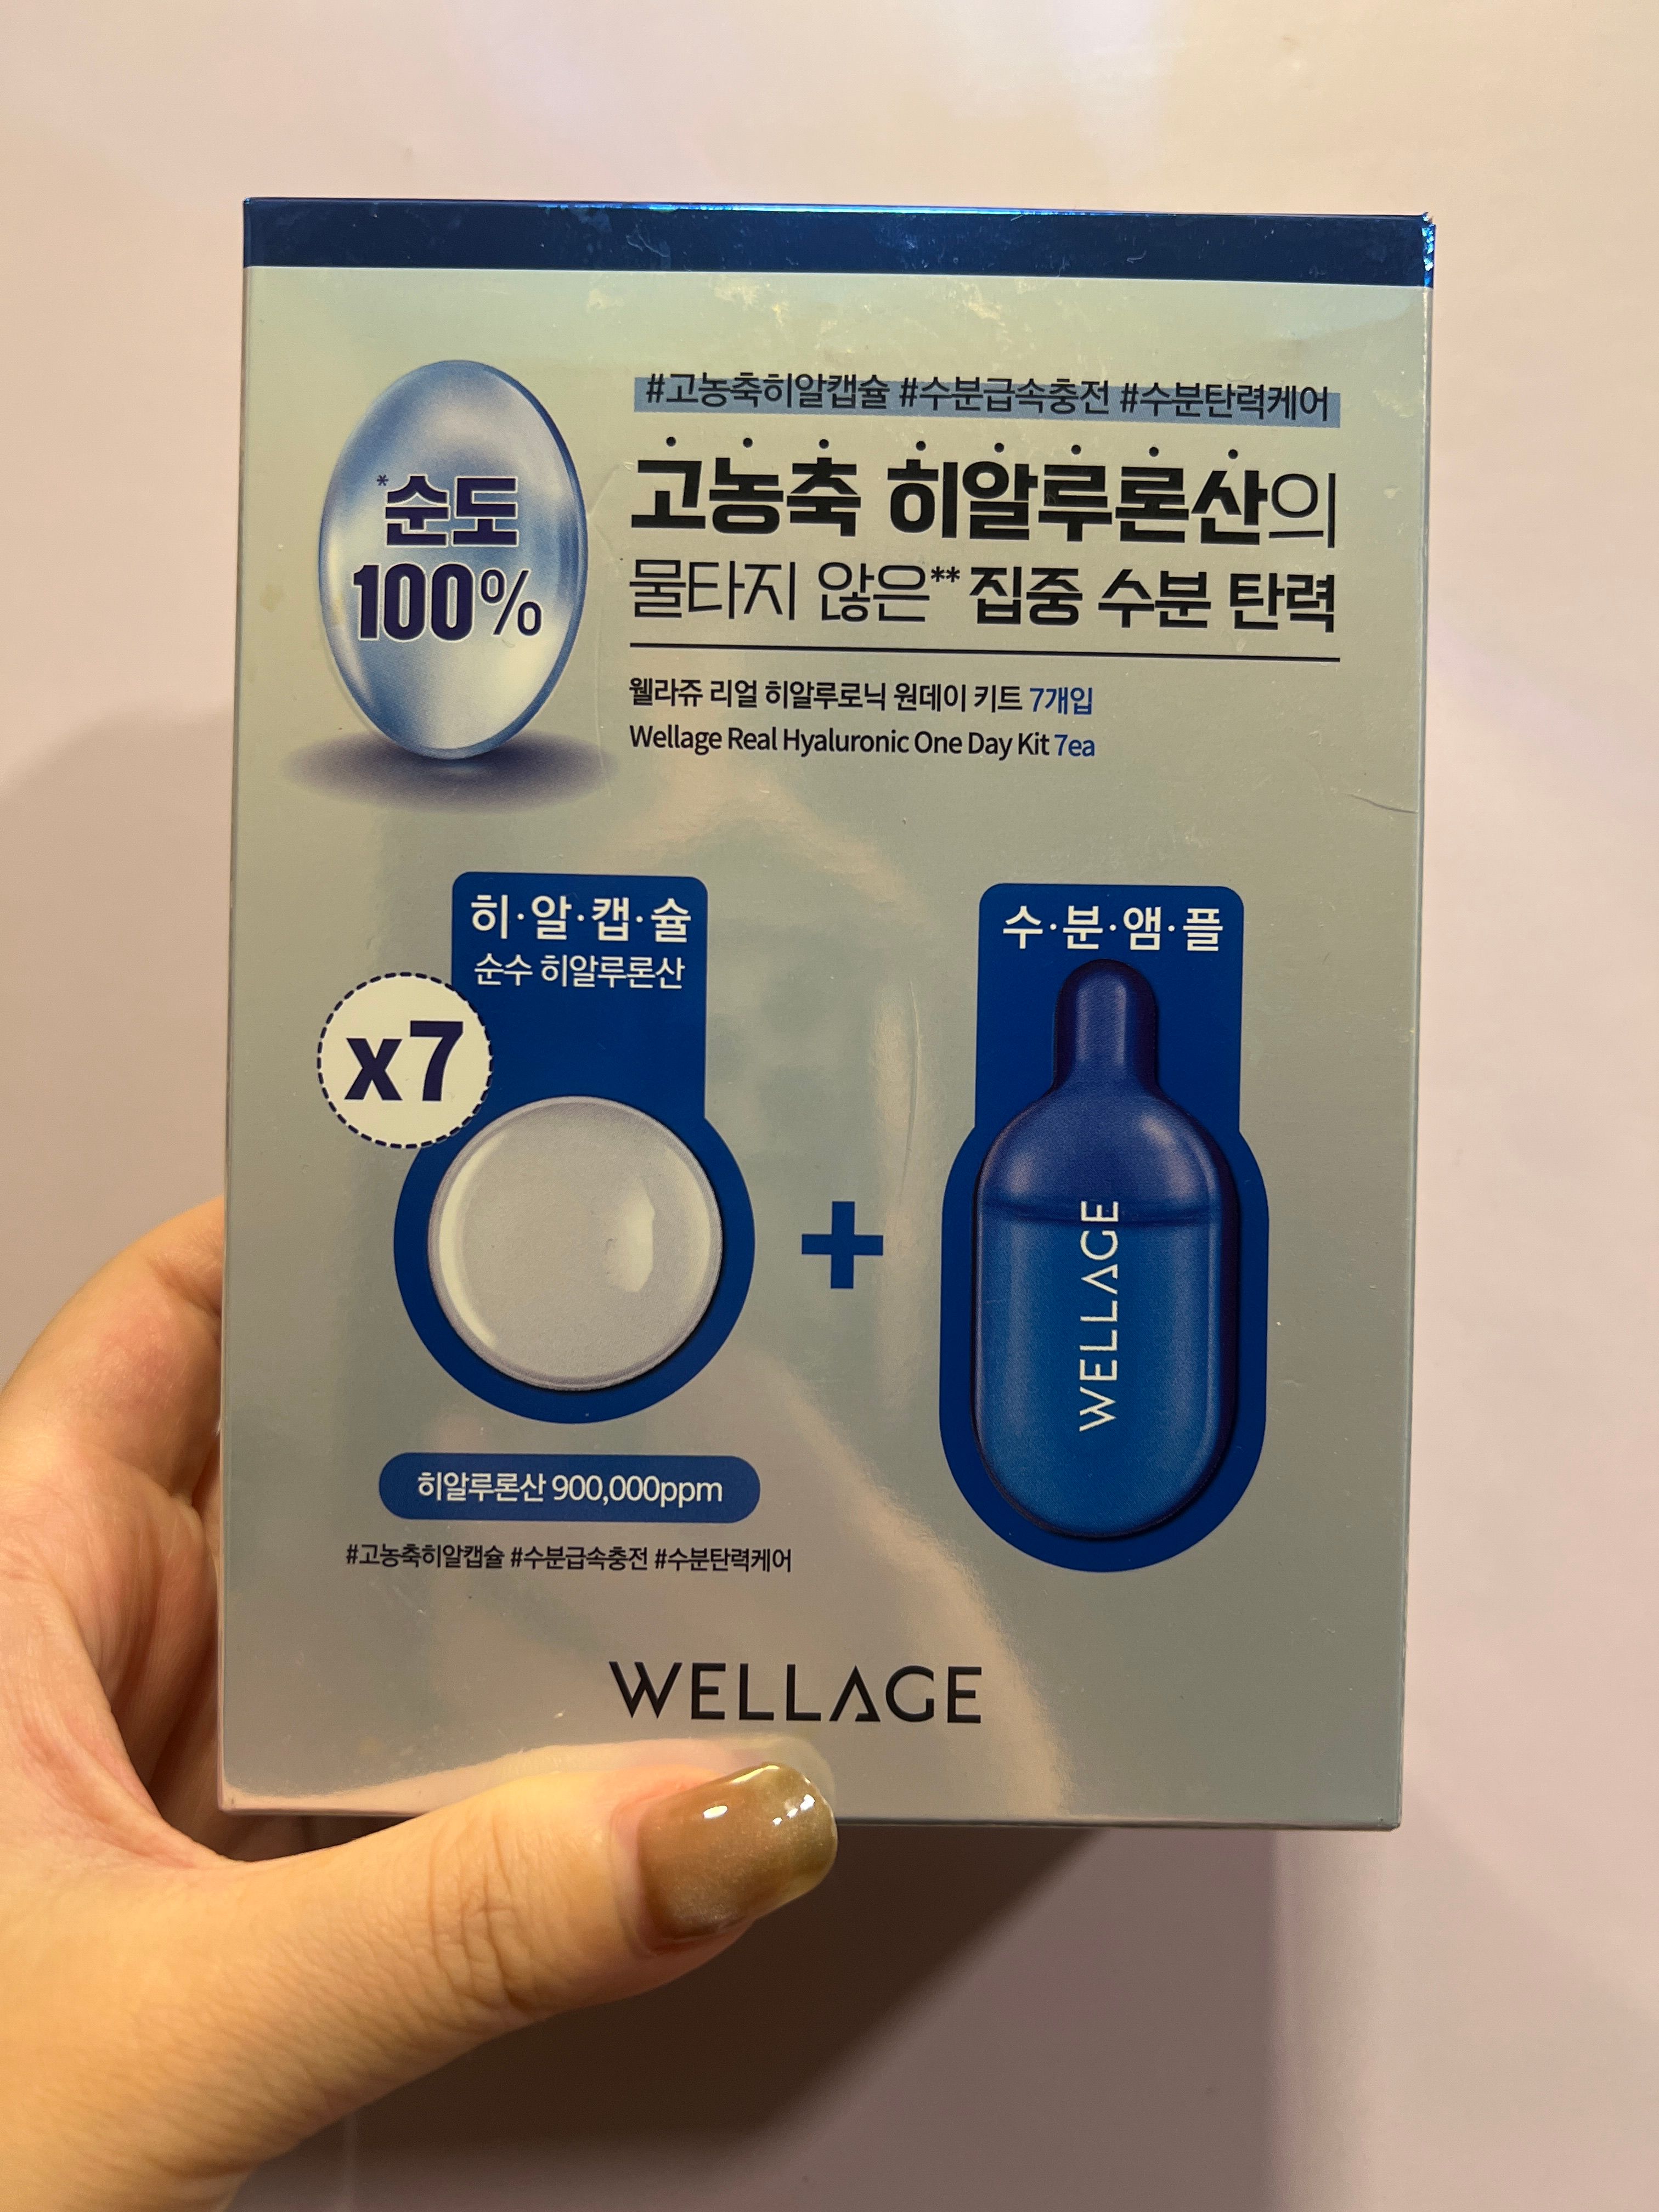 #고농축히알캡슐 #수분급속충전 #수분탄력케어
*순도
100%
고농축 히알루론산의
물타지 않은** 집중 수분 탄력
웰라쥬 리얼 히알루로닉 원데이 키트 7개입
Wellage Real Hyaluronic One Day Kit 7ea
히·알·캡·슐
순수 히알루론산
x7
수·분·앰·플
+
WELLAGE
히알루론산 900,000ppm
#고농축히알캡슐 #수분급속충전 #수분탄력케어
WELLAGE